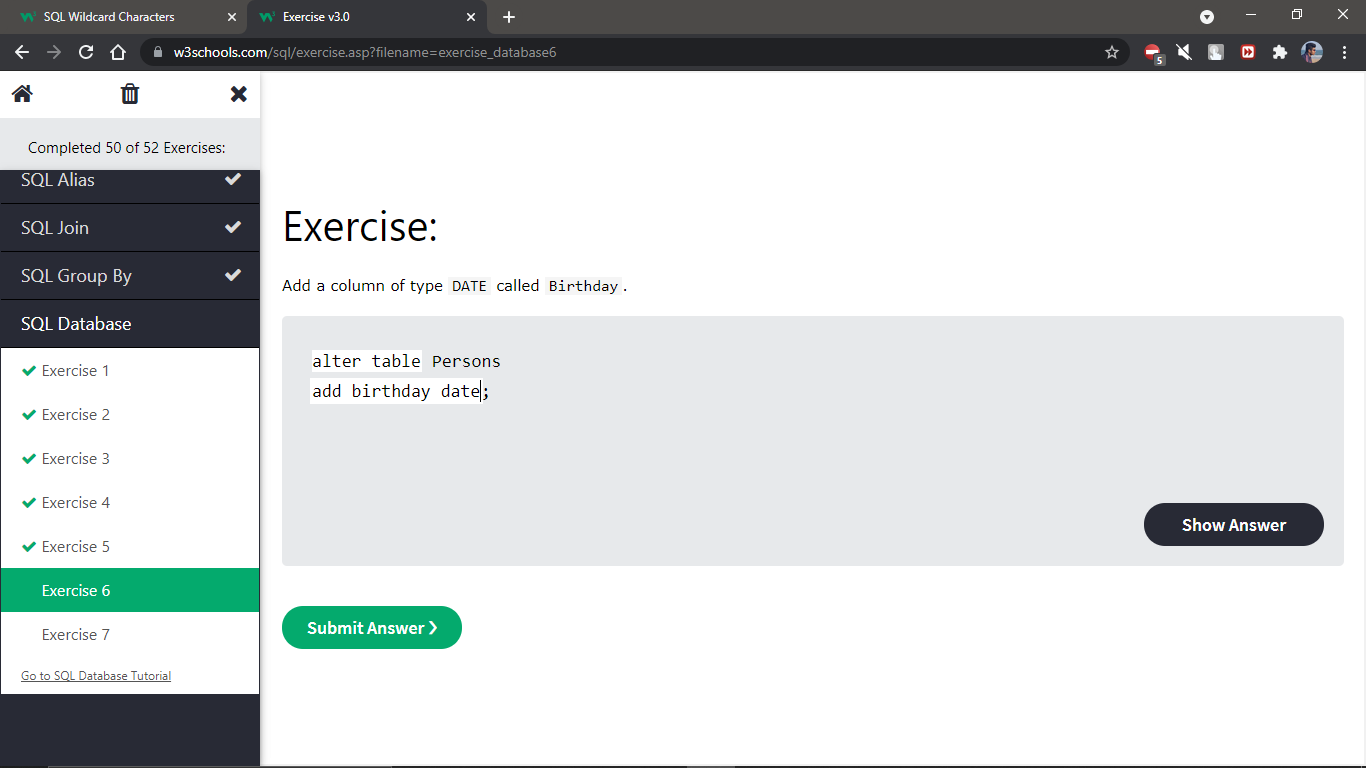 SQL Wildcard Characters
Exercise v3.0
w3schools.com/sql/exercise.asp?filename=exercise_database6
5
Completed 50 of 52 Exercises:
SQL Alias
SQL Join
SQL Group By
SQL Database
Exercise 1
Exercise 2
Exercise 3
Exercise 4
Exercise 5
Exercise 6
Exercise 7
Go to SQL Database Tutorial
Exercise:
Add a column of type DATE called Birthday.
alter table Persons
add birthday date;
Show Answer
Submit Answer ❯